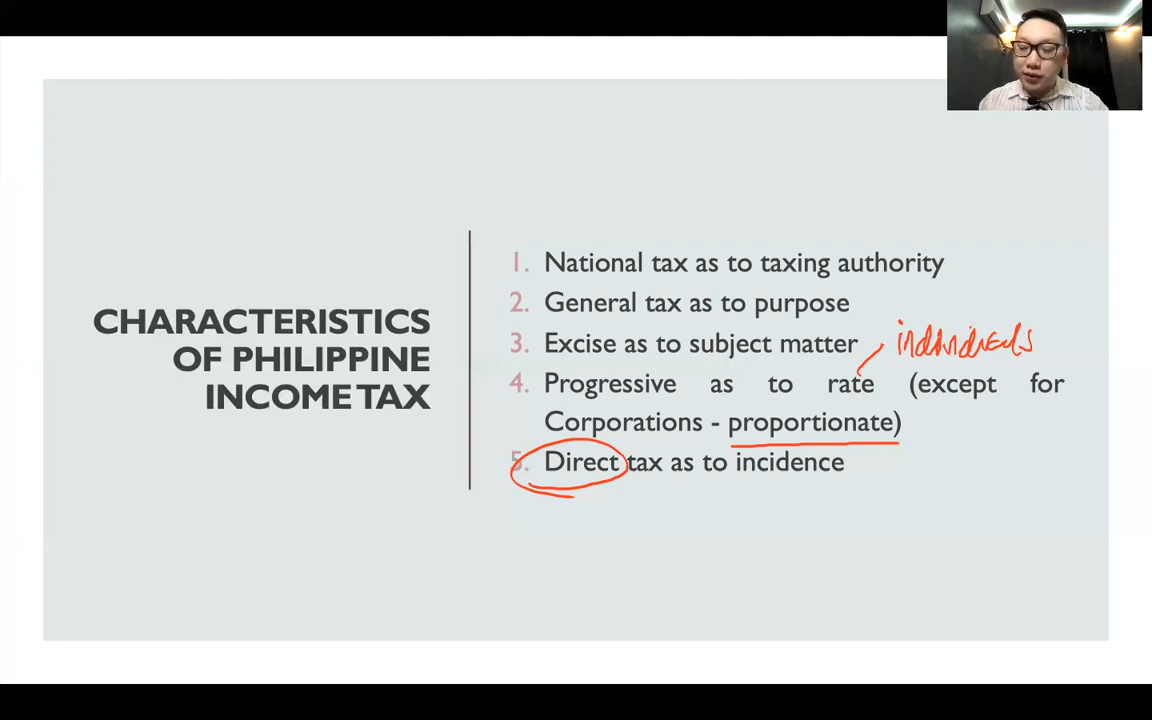 CHARACTERISTICS
OF PHILIPPINE
INCOME TAX
1. National tax as to taxing authority
2. General tax as to purpose
3. Excise as to subject matter
individuals
4. Progressive as to rate (except for
Corporations - proportionate)
5. Direct tax as to incidence